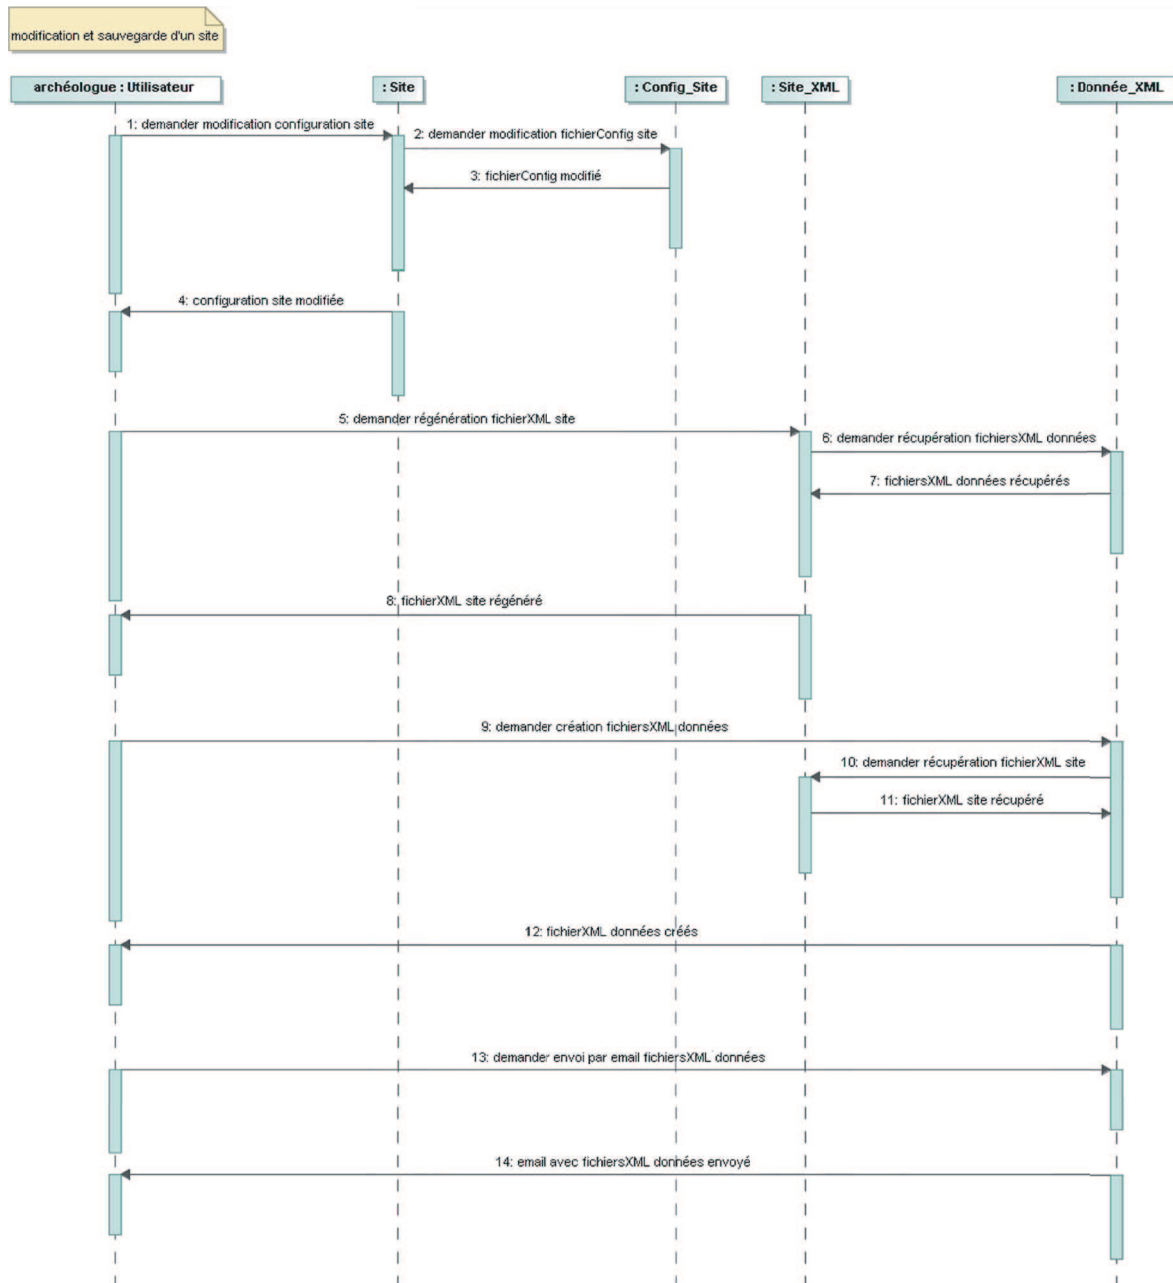 modification et sauvegarde d'un site
archéologue : Utilisateur
: Site
: Config_Site
: Site_XML
: Donnée_XML
1: demander modification configuration site
2: demander modification fichierConfig site
3: fichierConfig modifié
4: configuration site modifiée
5: demander régénération fichierXML site
6: demander récupération fichiersXML données
7: fichiersXML données récupérés
8: fichierXML site régénéré
9: demander création fichiersXML données
10: demander récupération fichierXML site
11: fichierXML site récupéré
12: fichierXML données créés
13: demander envoi par email fichiersXML données
14: email avec fichiersXML données envoyé